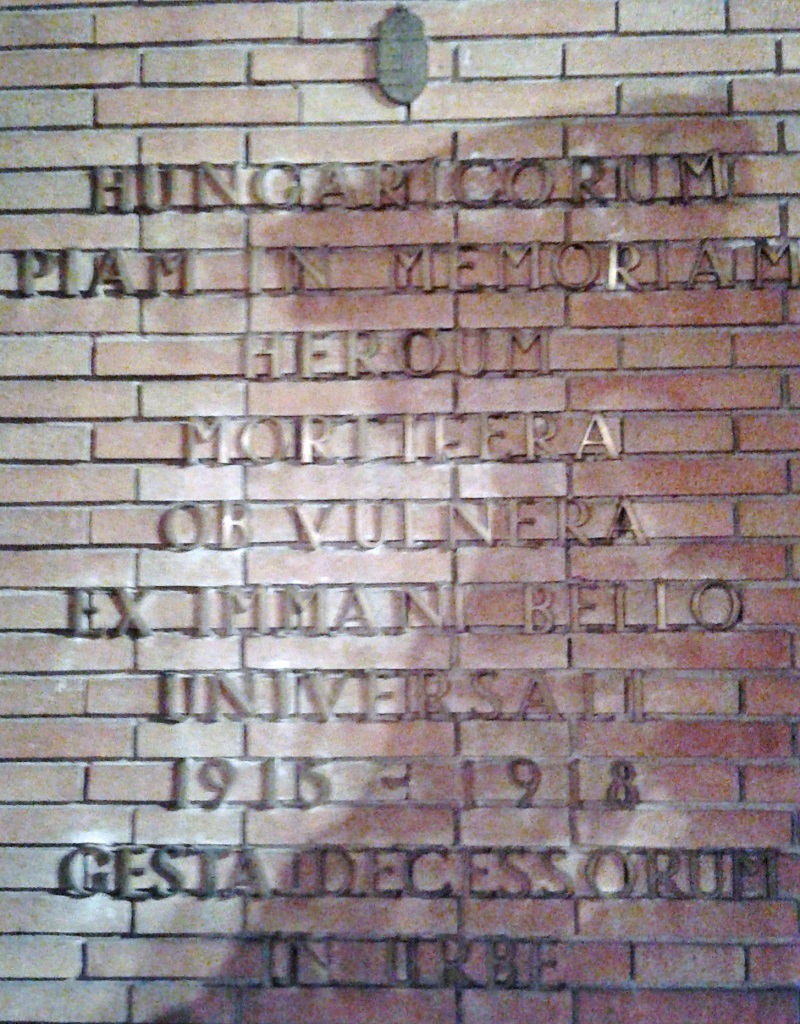 HUNGARICORUM
PIAM IN MEMORIAM
HEROUM
MORTIFERA
OB VULNERA
EX IMMANI BELLO
UNIVERSALI
1915 - 1918
GESTA DECESSORUM
IN URBE